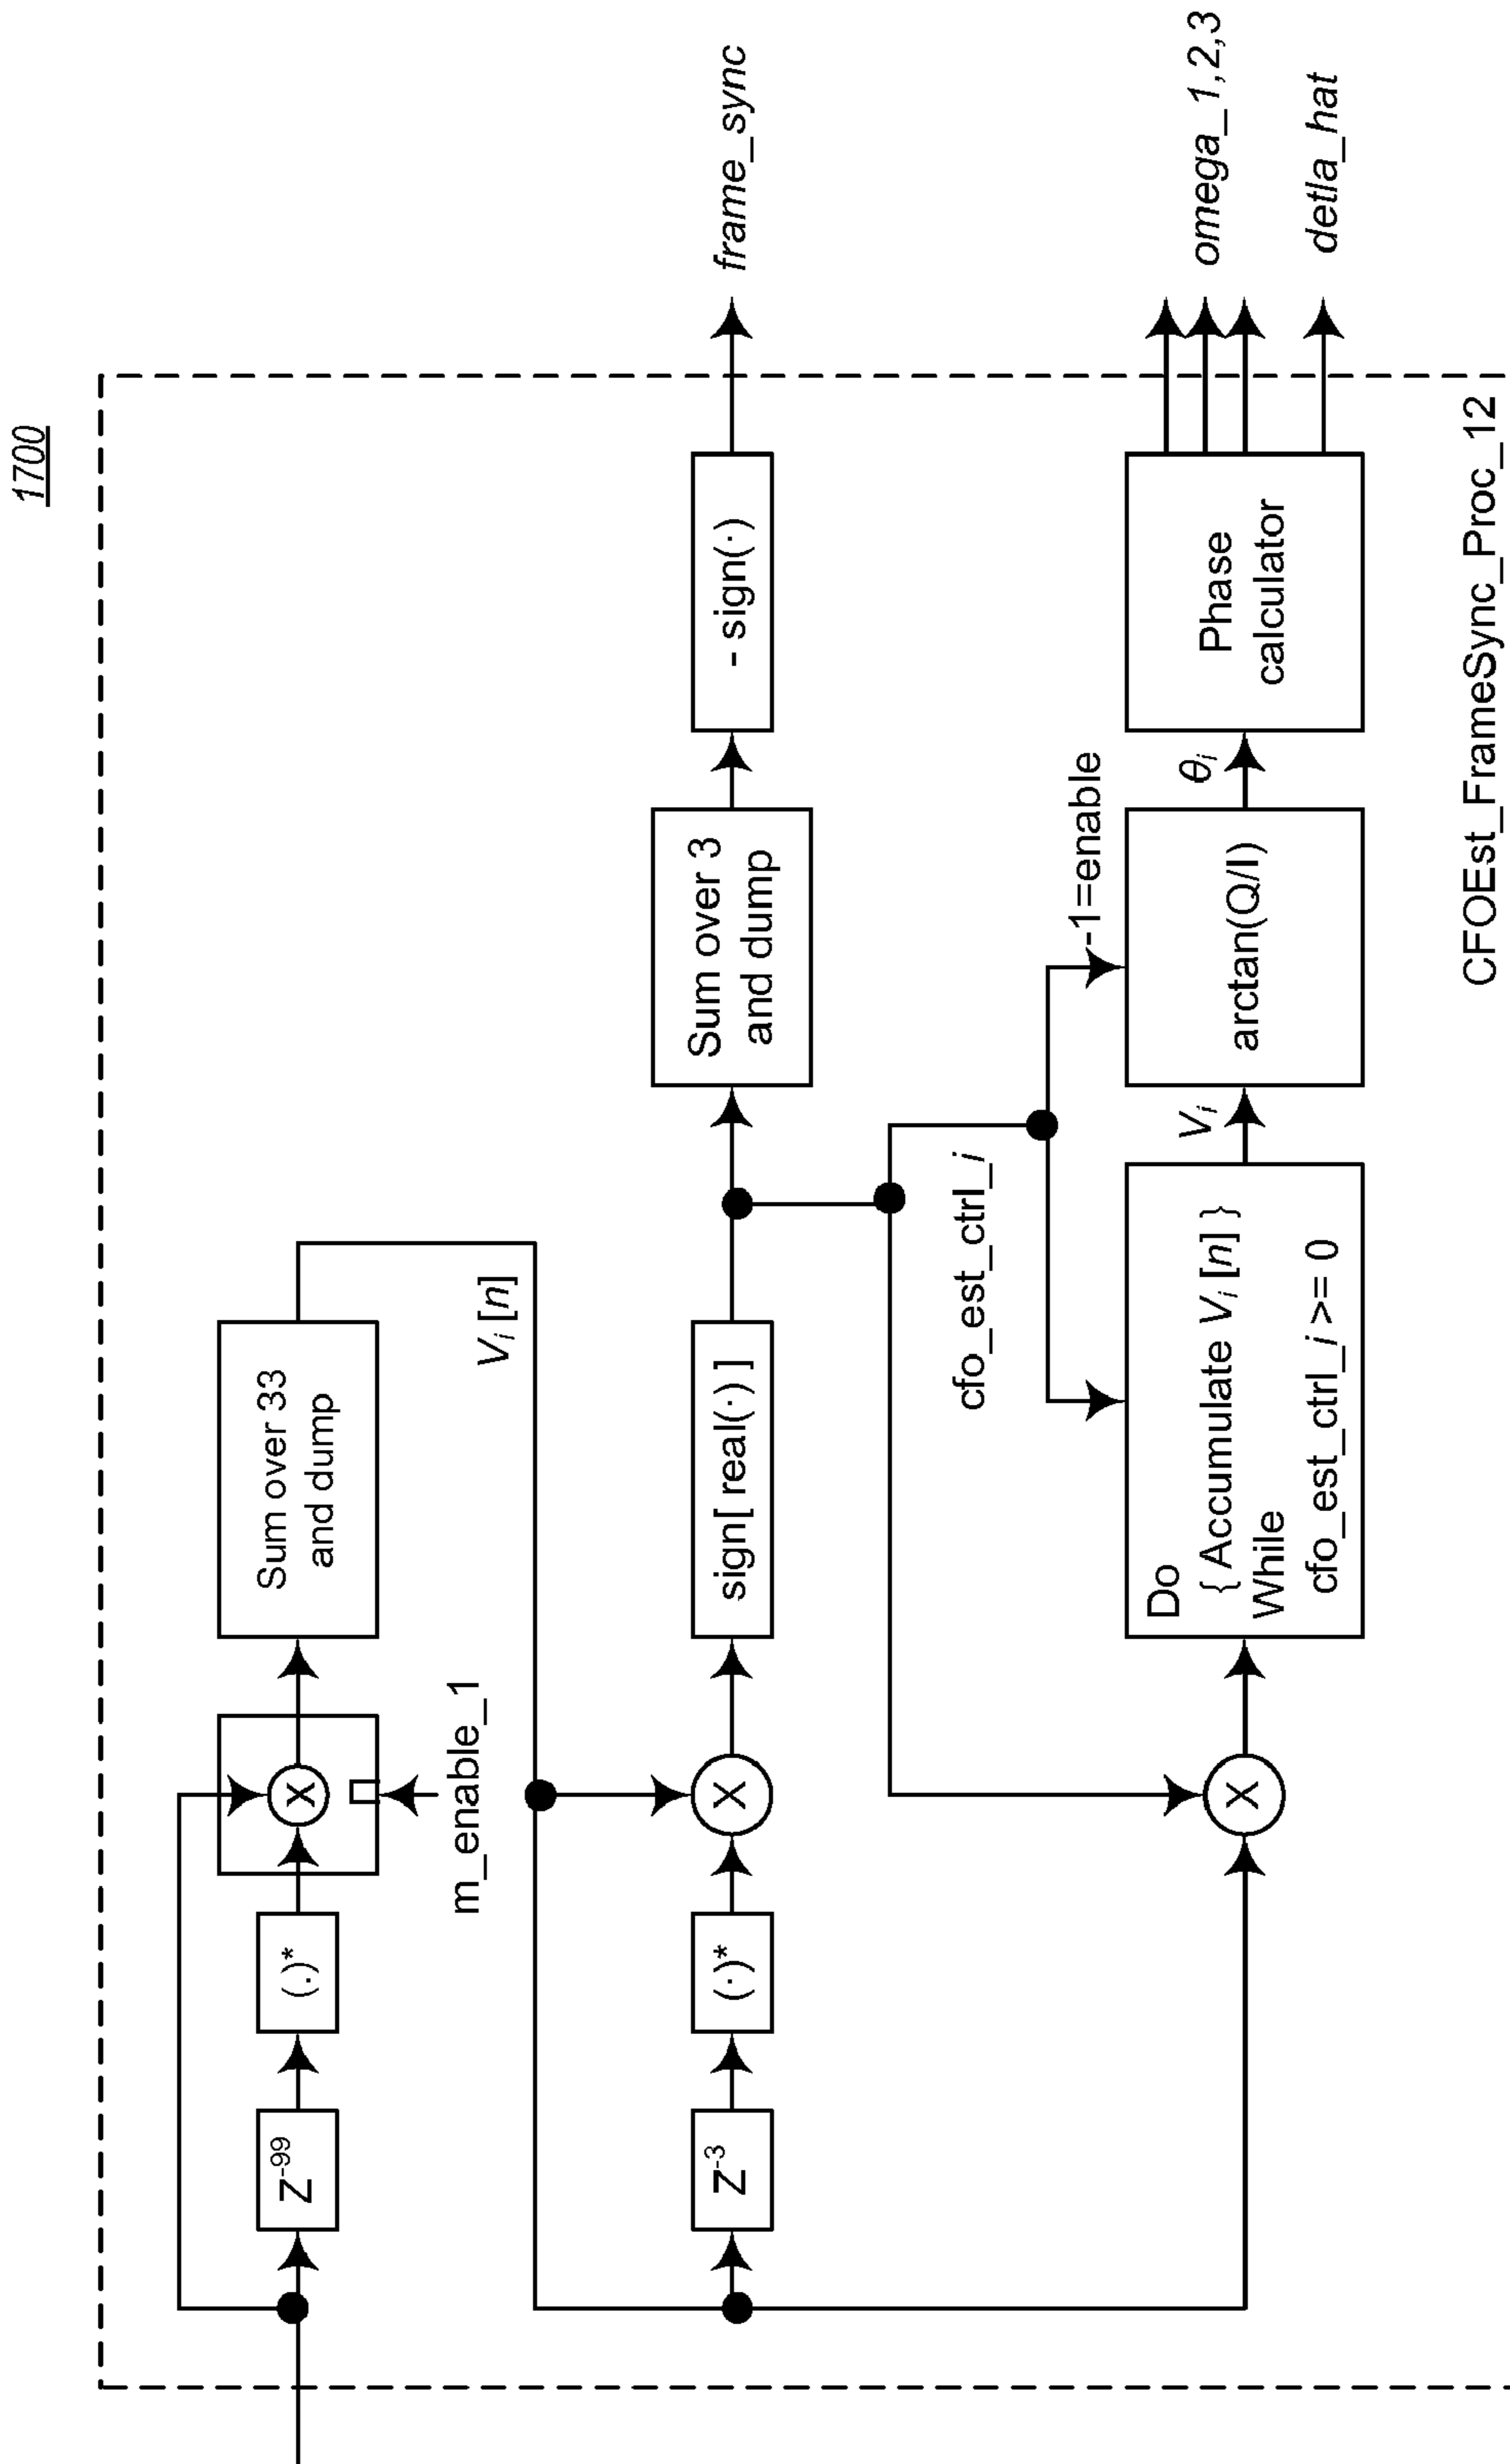 1700
Z-99
(.)*
X
m_enable_1
Sum over 33
and dump
Vi [n]
Z-3
(·)*
X
sign[ real(·) ]
Sum over 3
and dump
- sign(·)
frame_sync
cfo_est_ctrl_i
-1=enable
X
Do
{ Accumulate Vi [n] }
While
cfo_est_ctrl_i >= 0
Vi
arctan(Q/I)
θi
Phase
calculator
omega_1,2,3
detla_hat
CFOEst_FrameSync_Proc_12